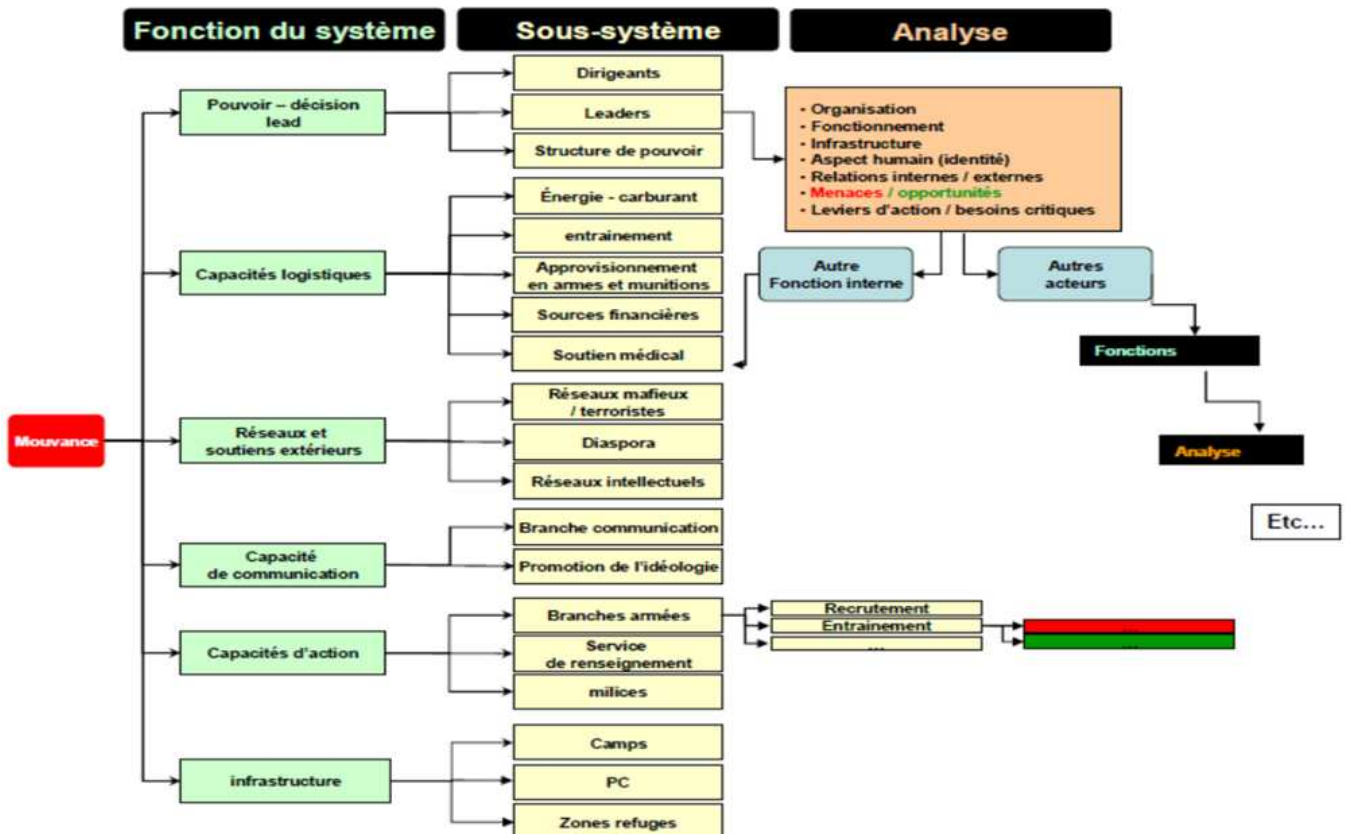 Fonction du système
Sous-système
Analyse
Mouvance
Pouvoir – décision
lead
Dirigeants
Leaders
Structure de pouvoir
- Organisation
- Fonctionnement
- Infrastructure
- Aspect humain (identité)
- Relations internes / externes
- Menaces / opportunités
- Leviers d'action / besoins critiques
Autre
Fonction interne
Autres
acteurs
Fonctions
Analyse
Etc...
Capacités logistiques
Énergie - carburant
entrainement
Approvisionnement
en armes et munitions
Sources financières
Soutien médical
Réseaux et
soutiens extérieurs
Réseaux mafieux
/ terroristes
Diaspora
Réseaux intellectuels
Capacité
de communication
Branche communication
Promotion de l'idéologie
Capacités d'action
Branches armées
Service
de renseignement
milices
Recrutement
Entrainement
...
...
...
infrastructure
Camps
PC
Zones refuges